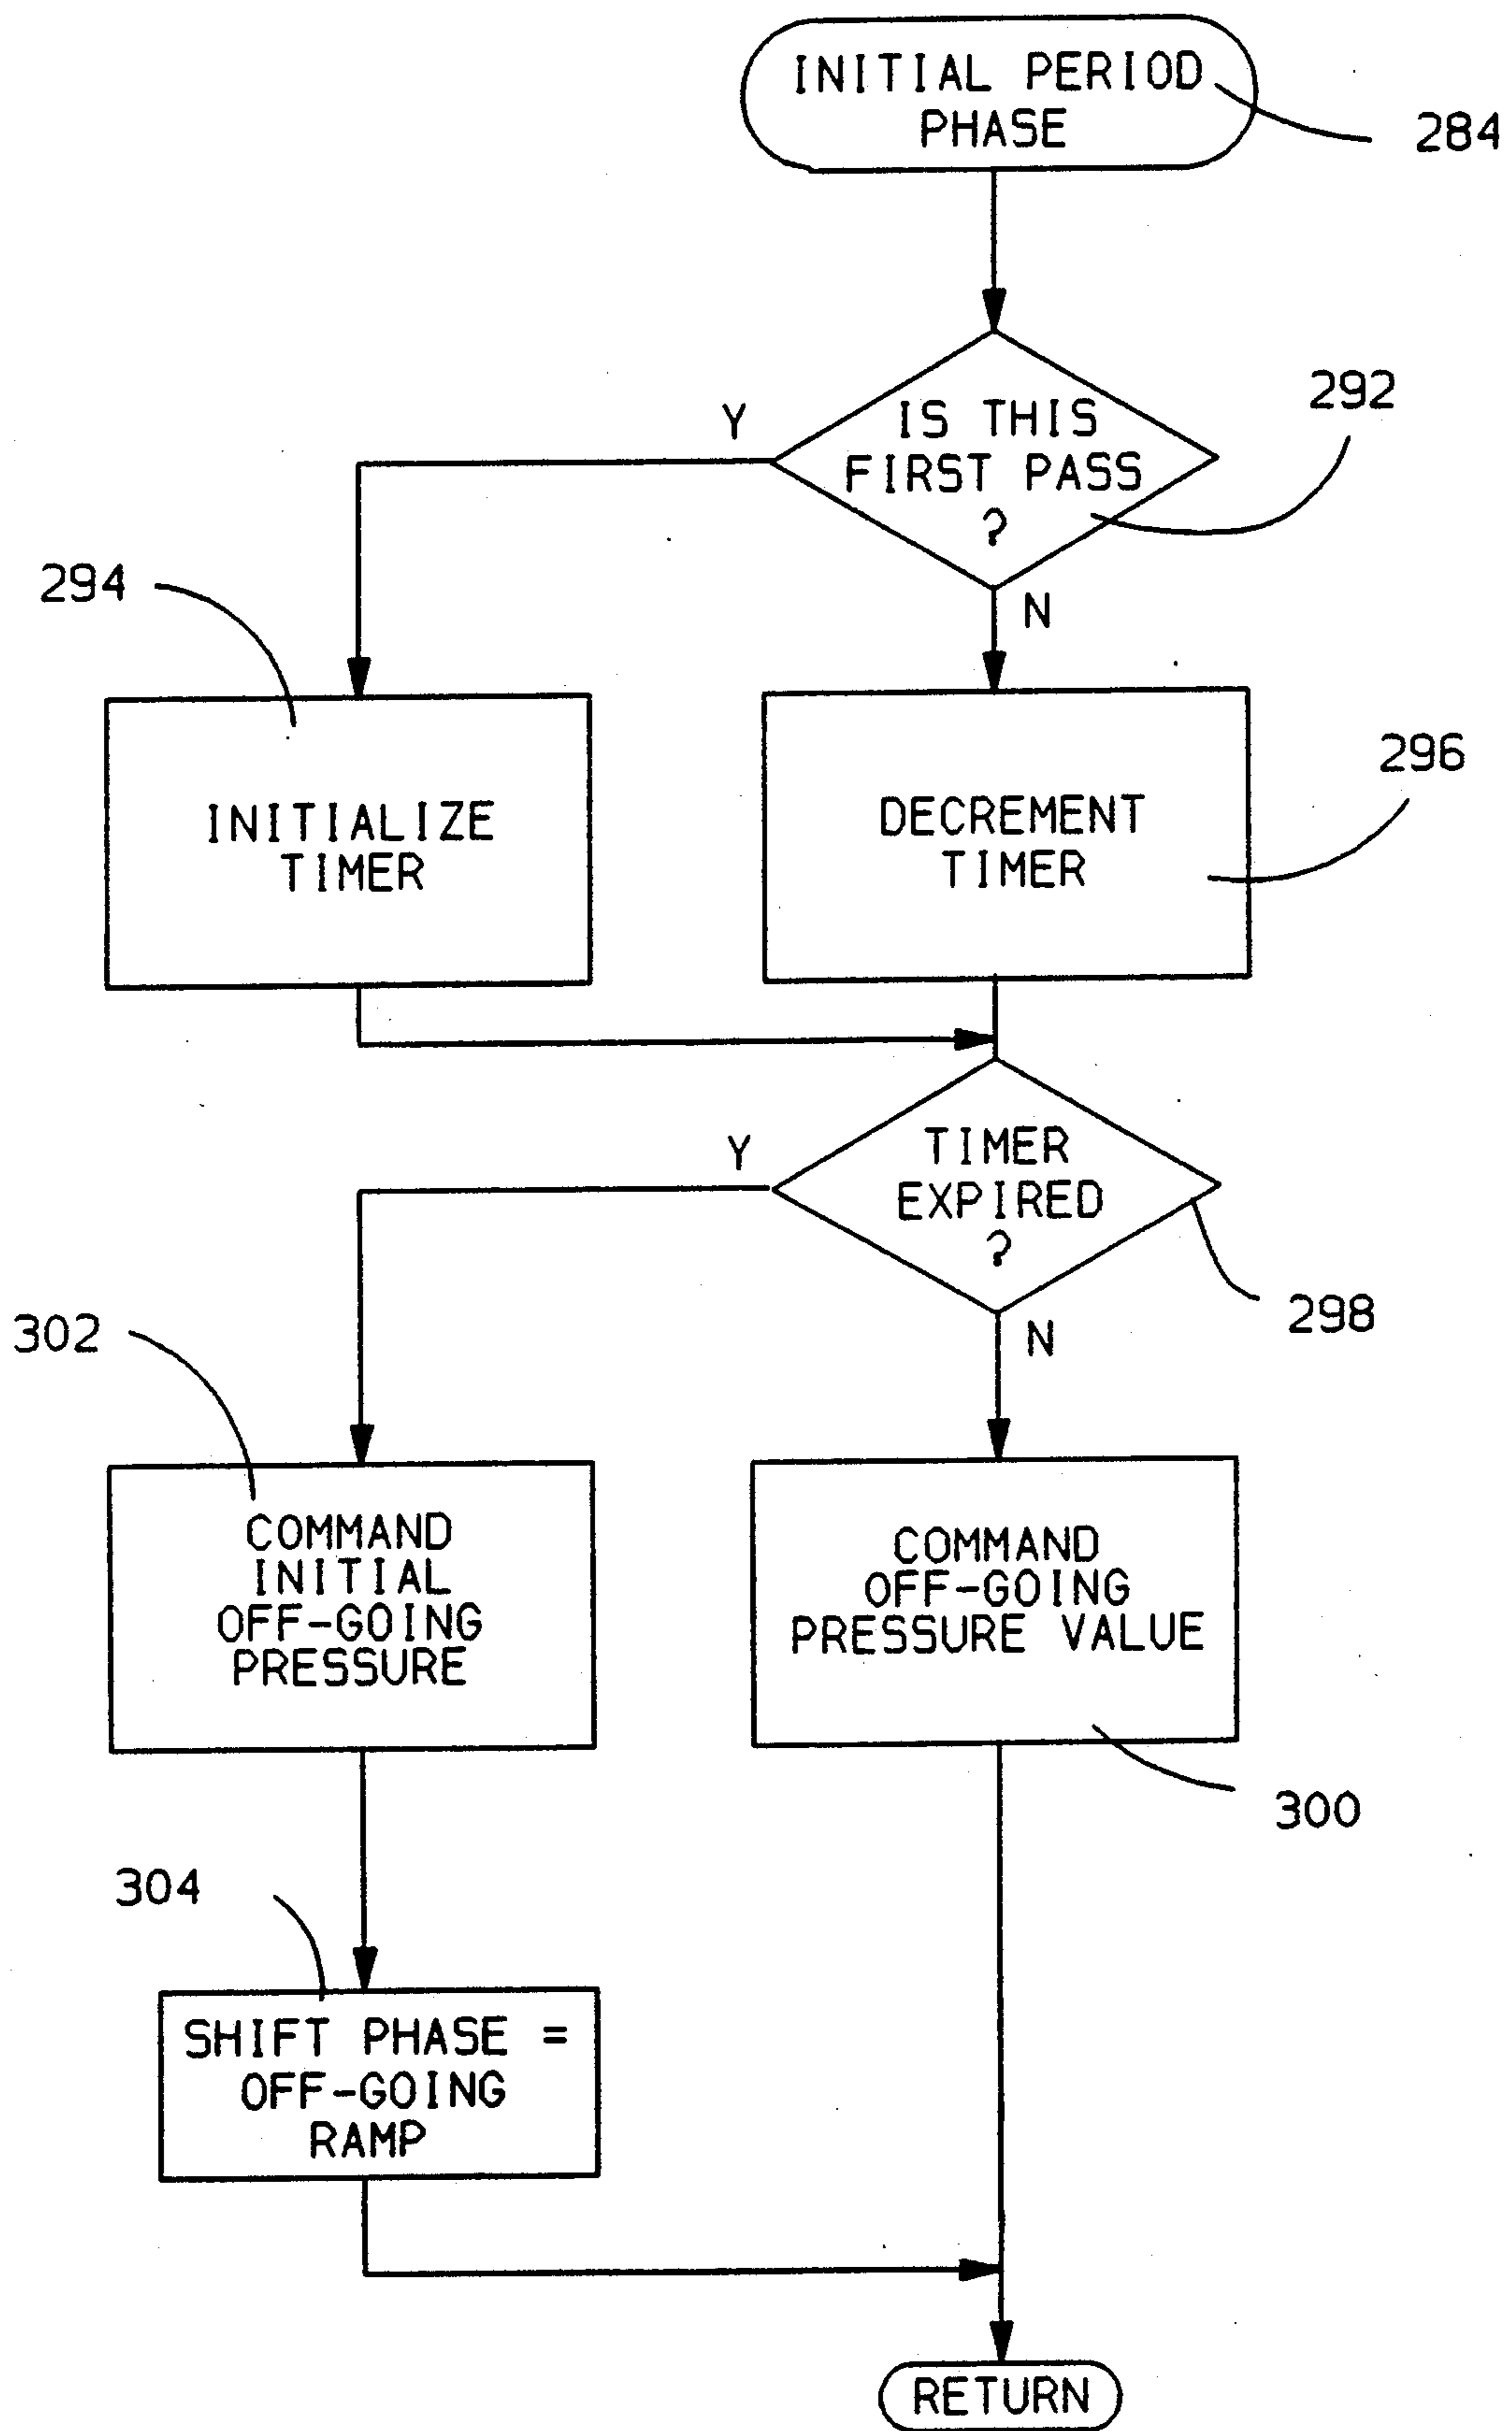 INITIAL PERIOD
PHASE
284
IS THIS
FIRST PASS
?
292
Y
N
294
INITIALIZE
TIMER
DECREMENT
TIMER
296
TIMER
EXPIRED
?
Y
298
N
302
COMMAND
INITIAL
OFF-GOING
PRESSURE
COMMAND
OFF-GOING
PRESSURE VALUE
300
304
SHIFT PHASE =
OFF-GOING
RAMP
RETURN